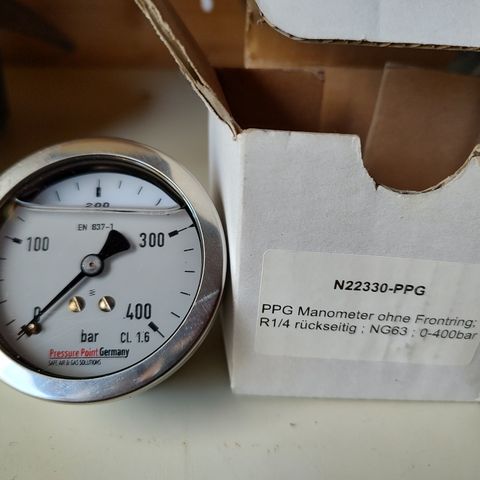 200
EN 837-1
100
300
0
400
bar
Cl. 1.6
Pressure Point Germany
SAFE AIR & GAS SOLUTIONS
N22330-PPG
PPG Manometer ohne Frontring;
R1/4 rückseitig ; NG63 ; 0-400bar